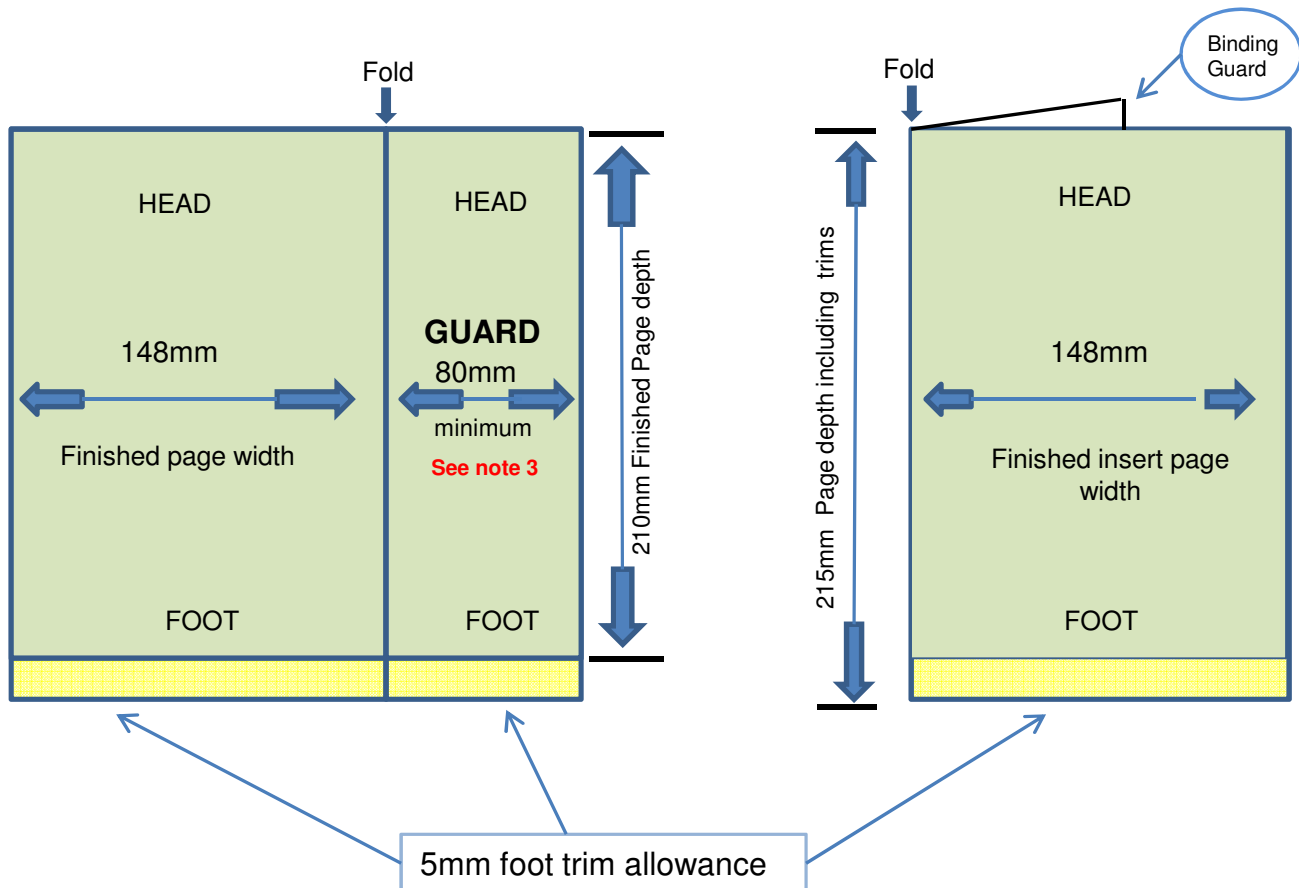 Fold
HEAD
HEAD
148mm
Finished page width
GUARD
80mm
minimum
See note 3
FOOT
FOOT
210mm Finished Page depth
Fold
Binding
Guard
215mm  Page depth including  trims
HEAD
148mm
Finished insert page
width
FOOT
5mm foot trim allowance